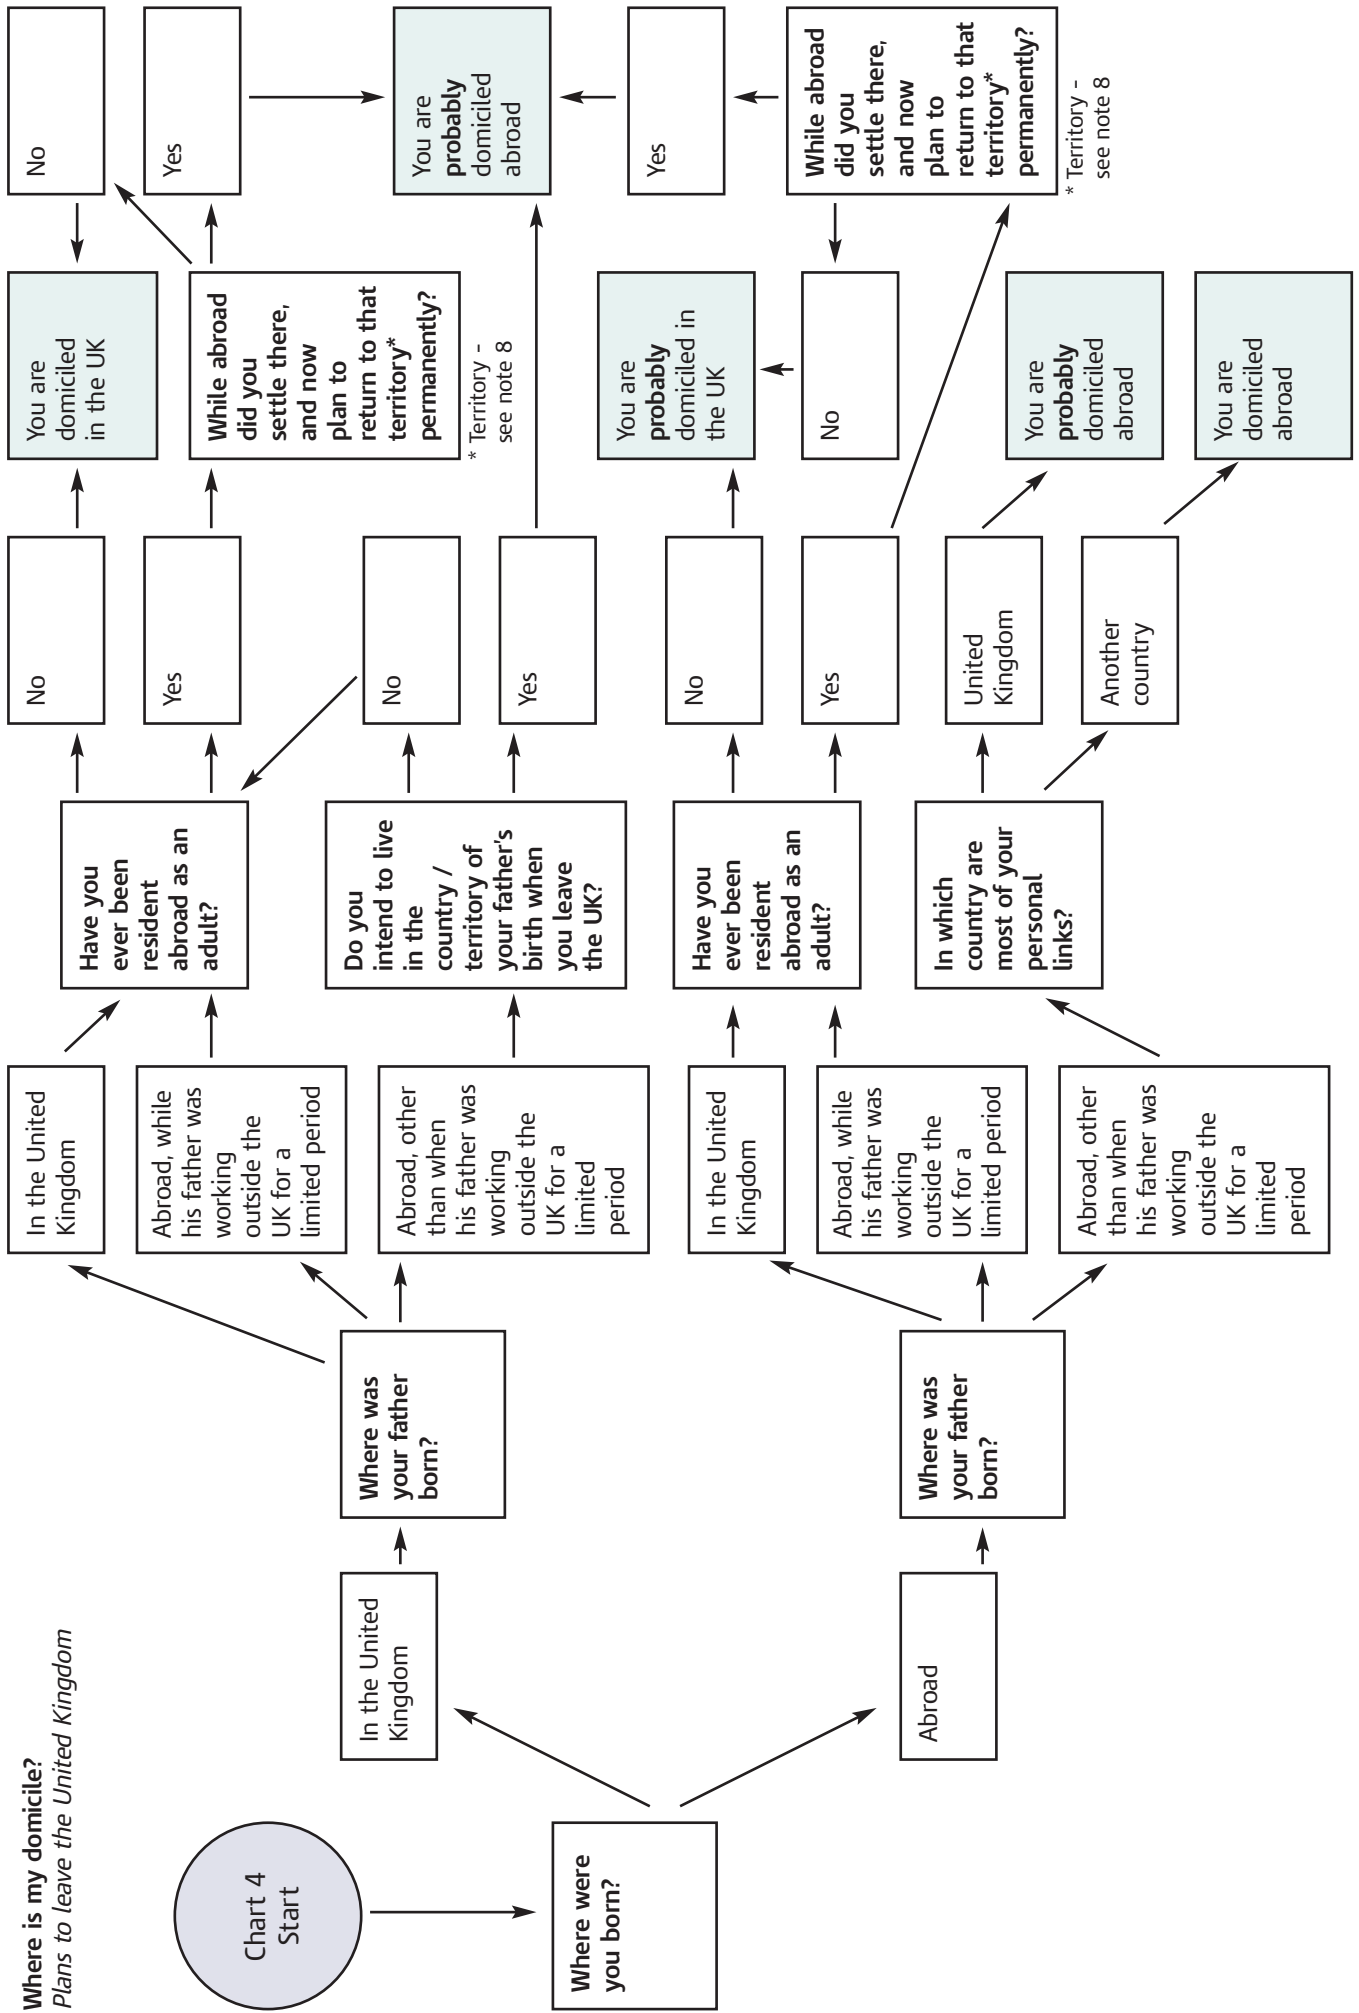 Where is my domicile?
Plans to leave the United Kingdom
Chart 4
Start
Where were
you born?
In the United
Kingdom
Abroad
Where was
your father
born?
Where was
your father
born?
In the United
Kingdom
Abroad, while
his father was
working
outside the
UK for a
limited period
Abroad, other
than when
his father was
working
outside the
UK for a
limited
period
In the United
Kingdom
Abroad, while
his father was
working
outside the
UK for a
limited period
Abroad, other
than when
his father was
working
outside the
UK for a
limited
period
Have you
ever been
resident
abroad as an
adult?
Do you
intend to live
in the
country /
territory of
your father's
birth when
you leave
the UK?
Have you
ever been
resident
abroad as an
adult?
In which
country are
most of your
personal
links?
No
Yes
No
Yes
No
Yes
United
Kingdom
Another
country
You are
domiciled
in the UK
While abroad
did you
settle there,
and now
plan to
return to that
territory*
permanently?
* Territory -
see note 8
You are
probably
domiciled in
the UK
No
You are
probably
domiciled
abroad
You are
domiciled
abroad
No
Yes
You are
probably
domiciled
abroad
Yes
While abroad
did you
settle there,
and now
plan to
return to that
territory*
permanently?
* Territory -
see note 8